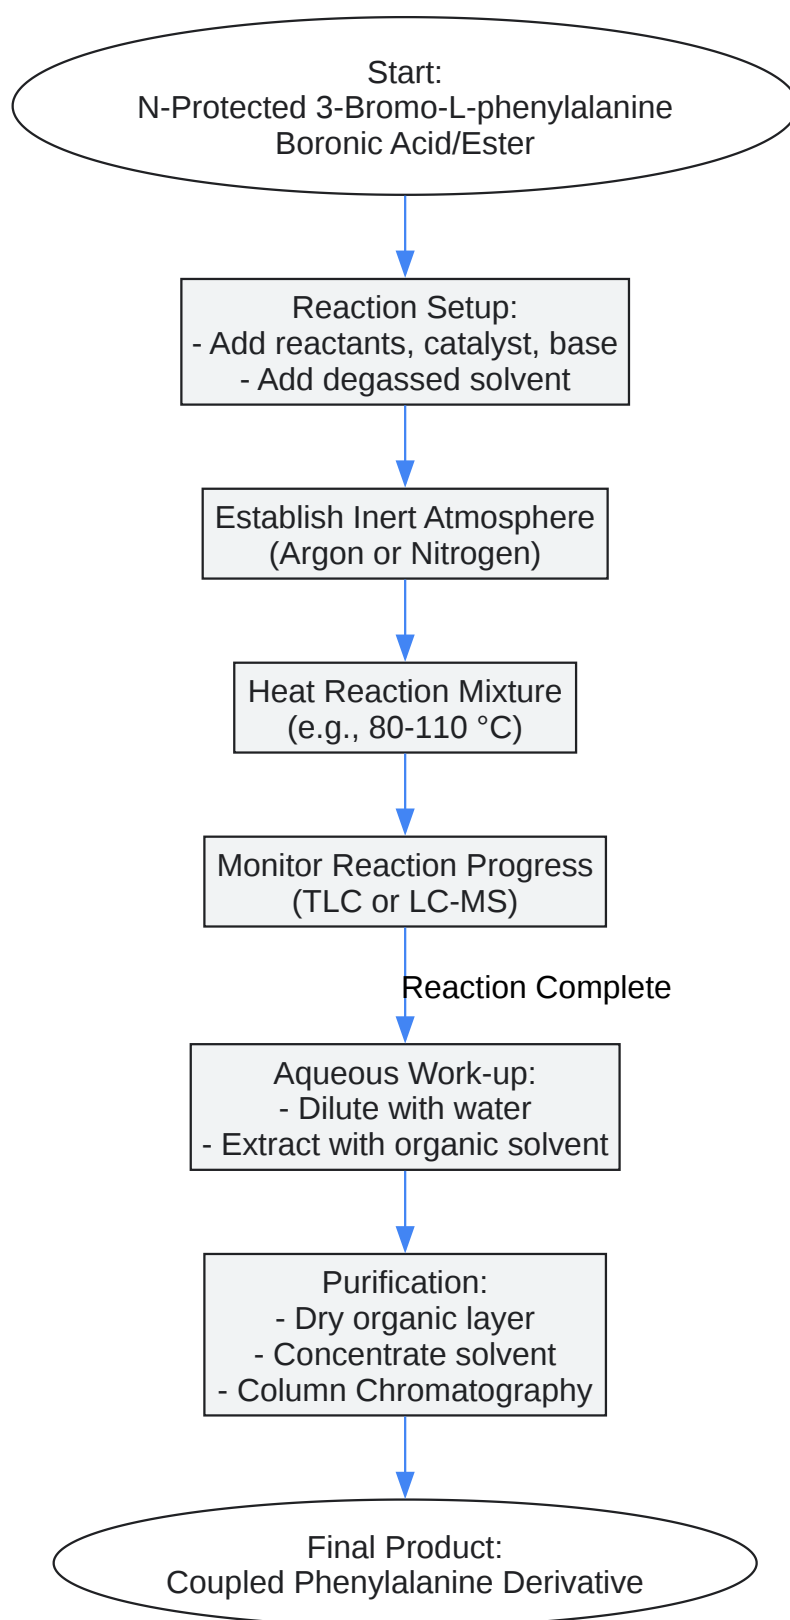 Start:
N-Protected 3-Bromo-L-phenylalanine
Boronic Acid/Ester
Reaction Setup:
- Add reactants, catalyst, base
- Add degassed solvent
Establish Inert Atmosphere
(Argon or Nitrogen)
Heat Reaction Mixture
(e.g., 80-110 °C)
Monitor Reaction Progress
(TLC or LC-MS)
Reaction Complete
Aqueous Work-up:
- Dilute with water
- Extract with organic solvent
Purification:
- Dry organic layer
- Concentrate solvent
- Column Chromatography
Final Product:
Coupled Phenylalanine Derivative